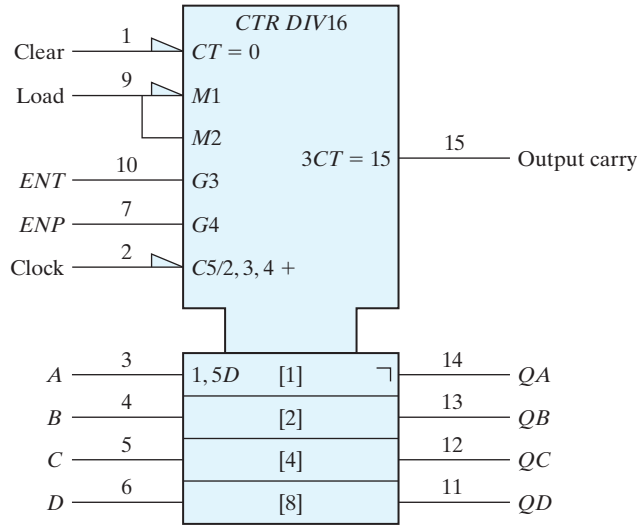 CTR DIV16
Clear 1 CT = 0
Load 9 M1
M2
3CT = 15 15 Output carry
ENT 10 G3
ENP 7 G4
Clock 2 C5/2, 3, 4 +
A 3 1, 5D [1] ┐ 14 QA
B 4 [2] 13 QB
C 5 [4] 12 QC
D 6 [8] 11 QD